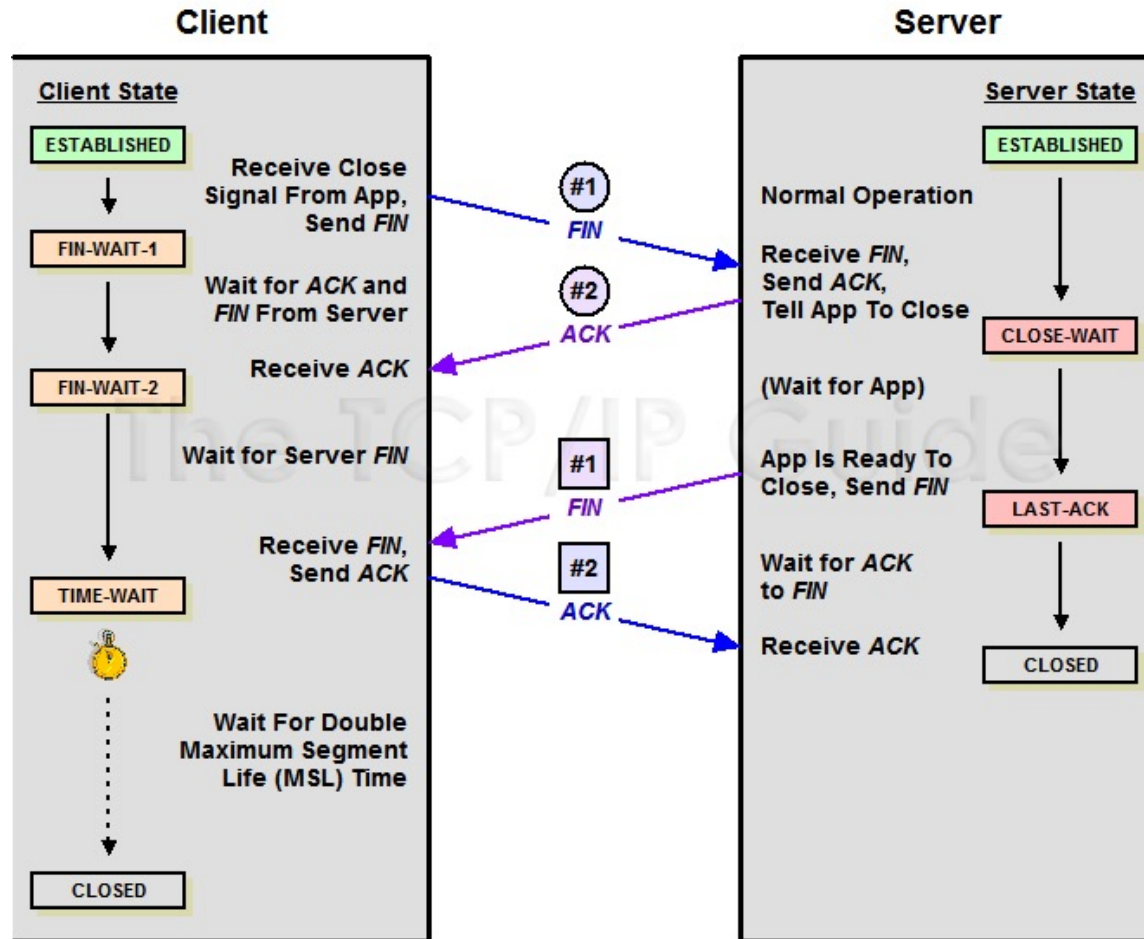 Client
Server
Client State
ESTABLISHED
Receive Close
Signal From App,
Send FIN
FIN-WAIT-1
Wait for ACK and
FIN From Server
Receive ACK
FIN-WAIT-2
Wait for Server FIN
Receive FIN,
Send ACK
TIME-WAIT
Wait For Double
Maximum Segment
Life (MSL) Time
CLOSED
#1
FIN
#2
ACK
#1
FIN
#2
ACK
Server State
ESTABLISHED
Normal Operation
Receive FIN,
Send ACK,
Tell App To Close
CLOSE-WAIT
(Wait for App)
App Is Ready To
Close, Send FIN
LAST-ACK
Wait for ACK
to FIN
Receive ACK
CLOSED
The TCP/IP Guide